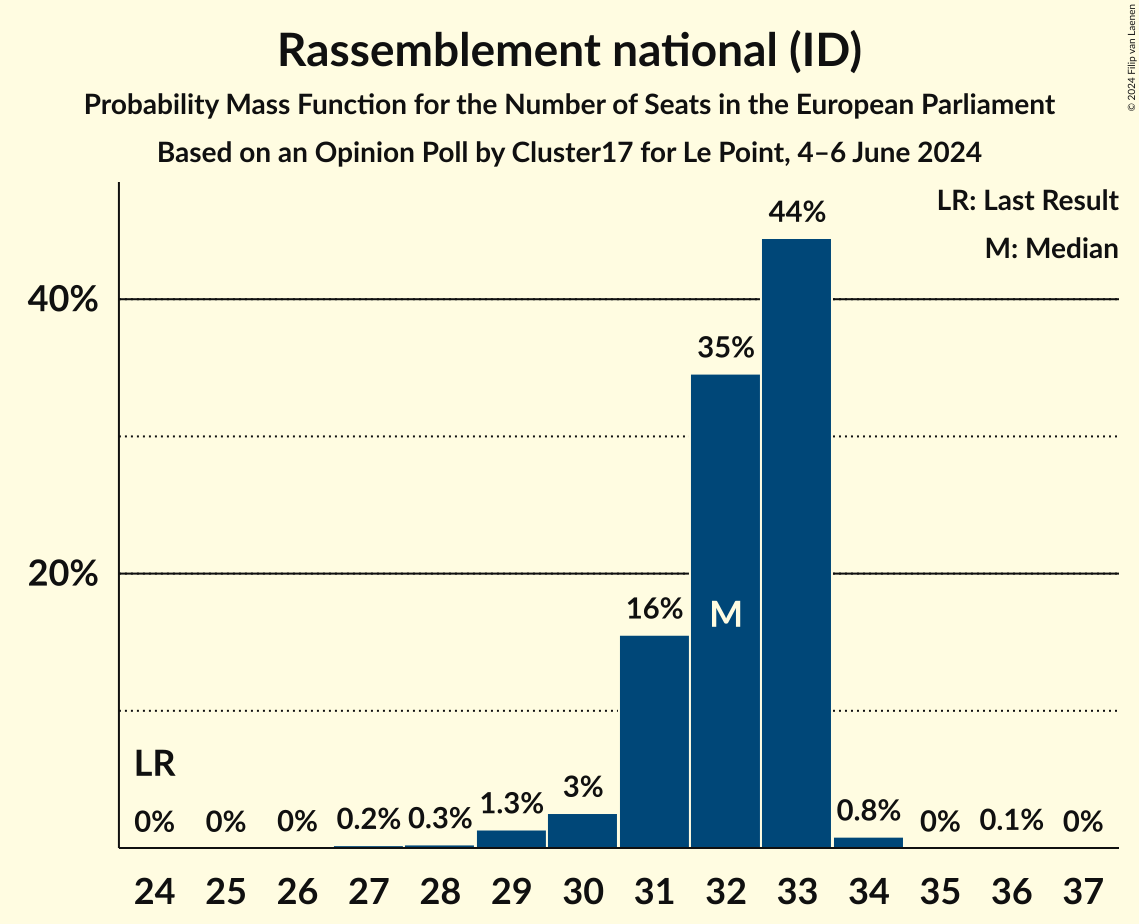 Rassemblement national (ID)
Probability Mass Function for the Number of Seats in the European Parliament
Based on an Opinion Poll by Cluster17 for Le Point, 4–6 June 2024
© 2024 Filip van Laenen
LR: Last Result
M: Median
44%
40%
35%
20%
16%
M
LR
0% 0% 0% 0.2% 0.3% 1.3% 3% 0.8% 0% 0.1% 0%
24 25 26 27 28 29 30 31 32 33 34 35 36 37